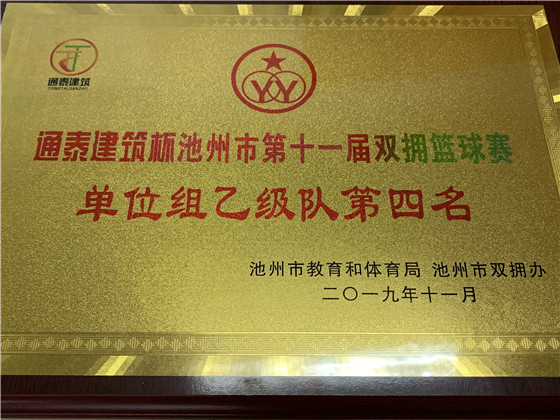 通泰建筑
TONGTAIJIANZHU
YY
通泰建筑杯池州市第十一届双拥篮球赛
单位组乙级队第四名
池州市教育和体育局 池州市双拥办
二〇一九年十一月